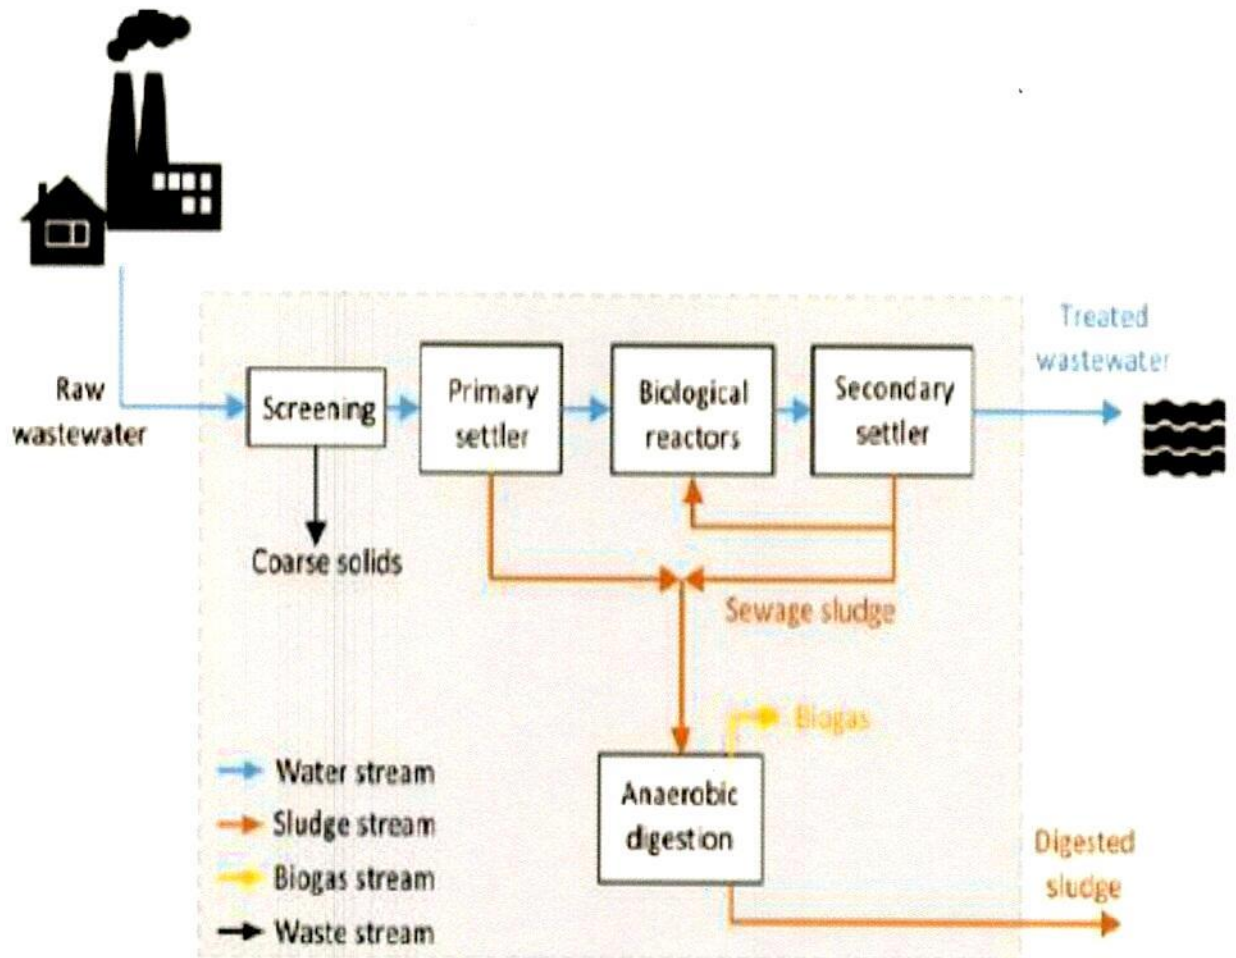 Raw
wastewater
Screening
Primary
settler
Biological
reactors
Secondary
settler
Treated
wastewater
Coarse solids
Sewage sludge
Biogas
Anaerobic
digestion
Digested
sludge
Water stream
Sludge stream
Biogas stream
Waste stream